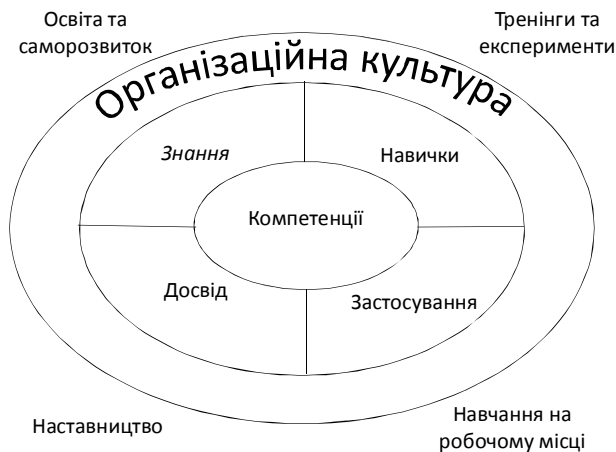 Освіта та
саморозвиток
Тренінги та
експерименти
Організаційна культура
Знання
Навички
Компетенції
Досвід
Застосування
Наставництво
Навчання на
робочому місці